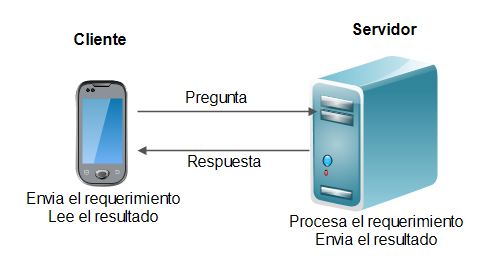 Cliente
Servidor
Pregunta
Respuesta
Envia el requerimiento
Lee el resultado
Procesa el requerimiento
Envia el resultado